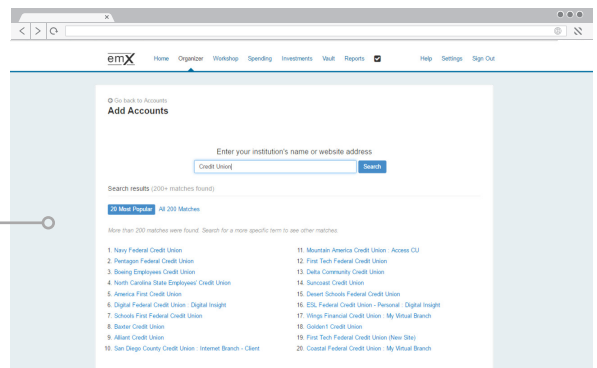 emX Home Organizer Workshop Spending Investments Vault Reports Help Settings Sign Out
Go back to Accounts
Add Accounts
Enter your institution's name or website address
Credit Union Search
Search results (200+ matches found)
20 Most Popular All 200 Matches
More than 200 matches were found. Search for a more specific term to see other matches.
1. Navy Federal Credit Union
2. Pentagon Federal Credit Union
3. Boeing Employees Credit Union
4. North Carolina State Employees' Credit Union
5. America First Credit Union
6. Digital Federal Credit Union : Digital Insight
7. Schools First Federal Credit Union
8. Baxter Credit Union
9. Alliant Credit Union
10. San Diego County Credit Union : Internet Branch - Client
11. Mountain America Credit Union : Access CU
12. First Tech Federal Credit Union
13. Delta Community Credit Union
14. Suncoast Credit Union
15. Desert Schools Federal Credit Union
16. ESL Federal Credit Union - Personal : Digital Insight
17. Wings Financial Credit Union : My Virtual Branch
18. Golden1 Credit Union
19. First Tech Federal Credit Union (New Site)
20. Coastal Federal Credit Union : My Virtual Branch